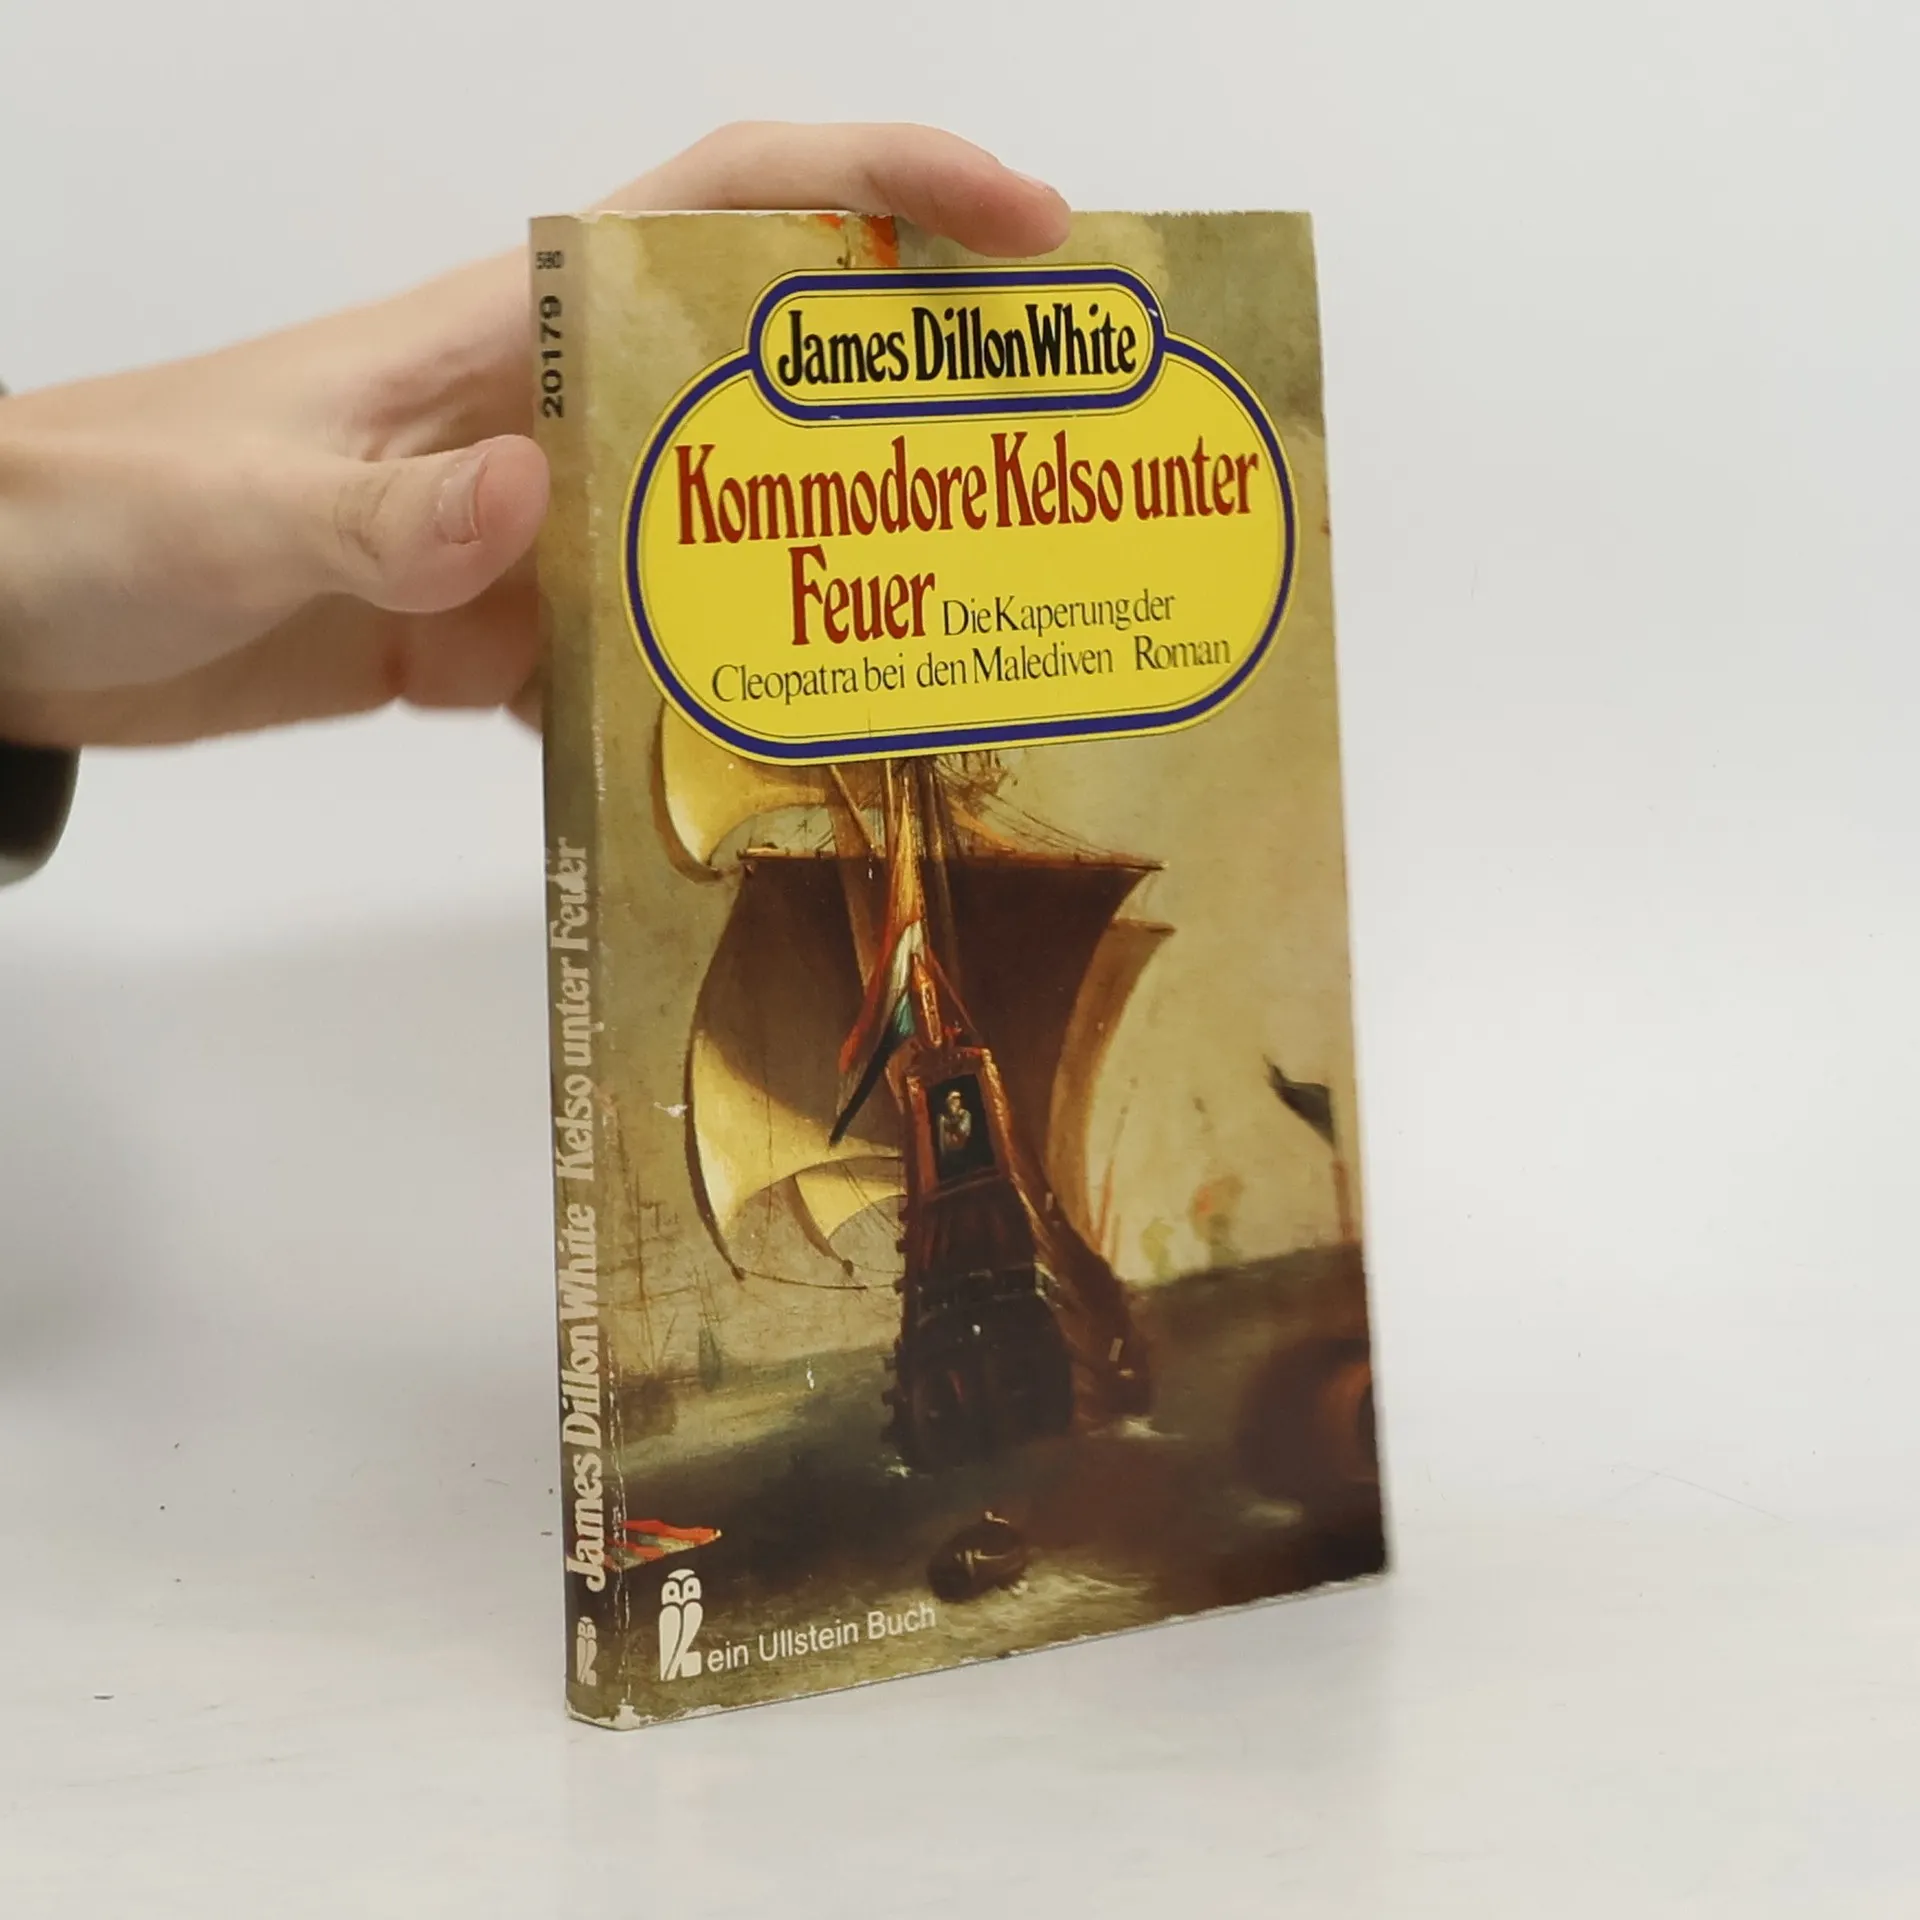 James Dillon White
Kommodore Kelso unter
Feuer Die Kaperung der
Cleopatra bei den Malediven Roman
ein Ullstein Buch
James Dillon White Kelso unter Feuer
20179
580